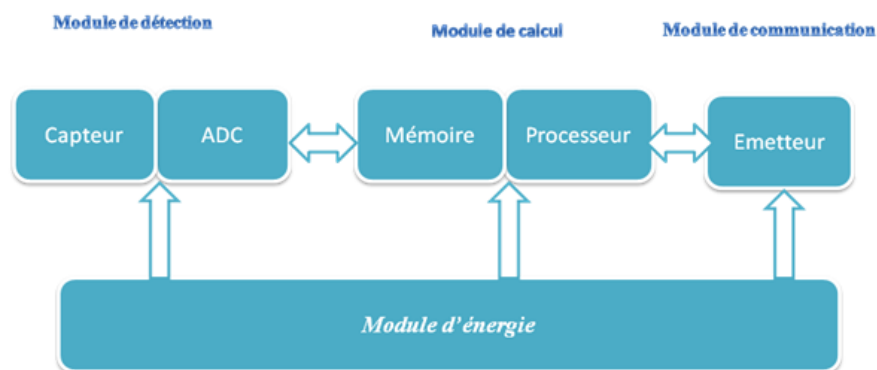 Module de détection
Module de calcul
Module de communication
Capteur
ADC
Mémoire
Processeur
Emetteur
Module d'énergie